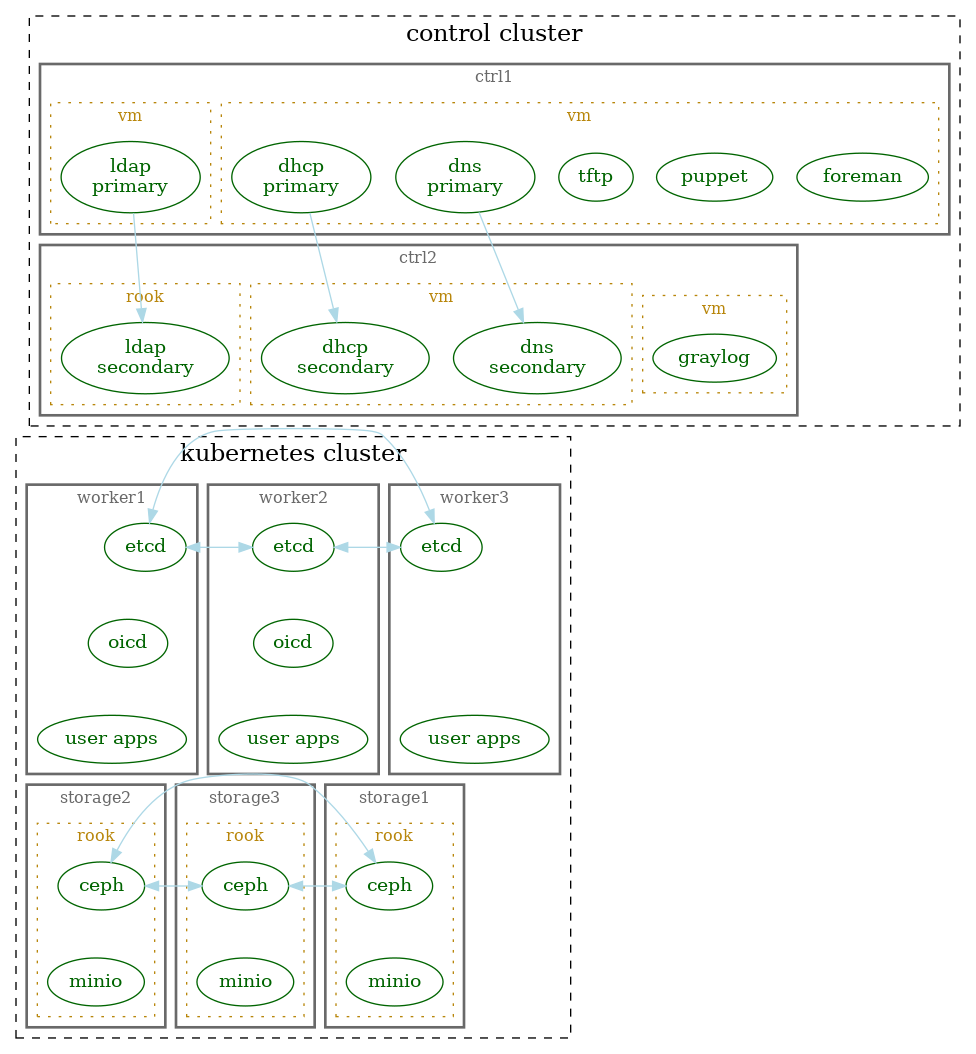 control cluster
ctrl1
vm
vm
ldap
primary
dhcp
primary
dns
primary
tftp
puppet
foreman
ctrl2
rook
vm
vm
ldap
secondary
dhcp
secondary
dns
secondary
graylog
kubernetes cluster
worker1
worker2
worker3
etcd
etcd
etcd
oicd
oicd
user apps
user apps
user apps
storage2
storage3
storage1
rook
rook
rook
ceph
ceph
ceph
minio
minio
minio